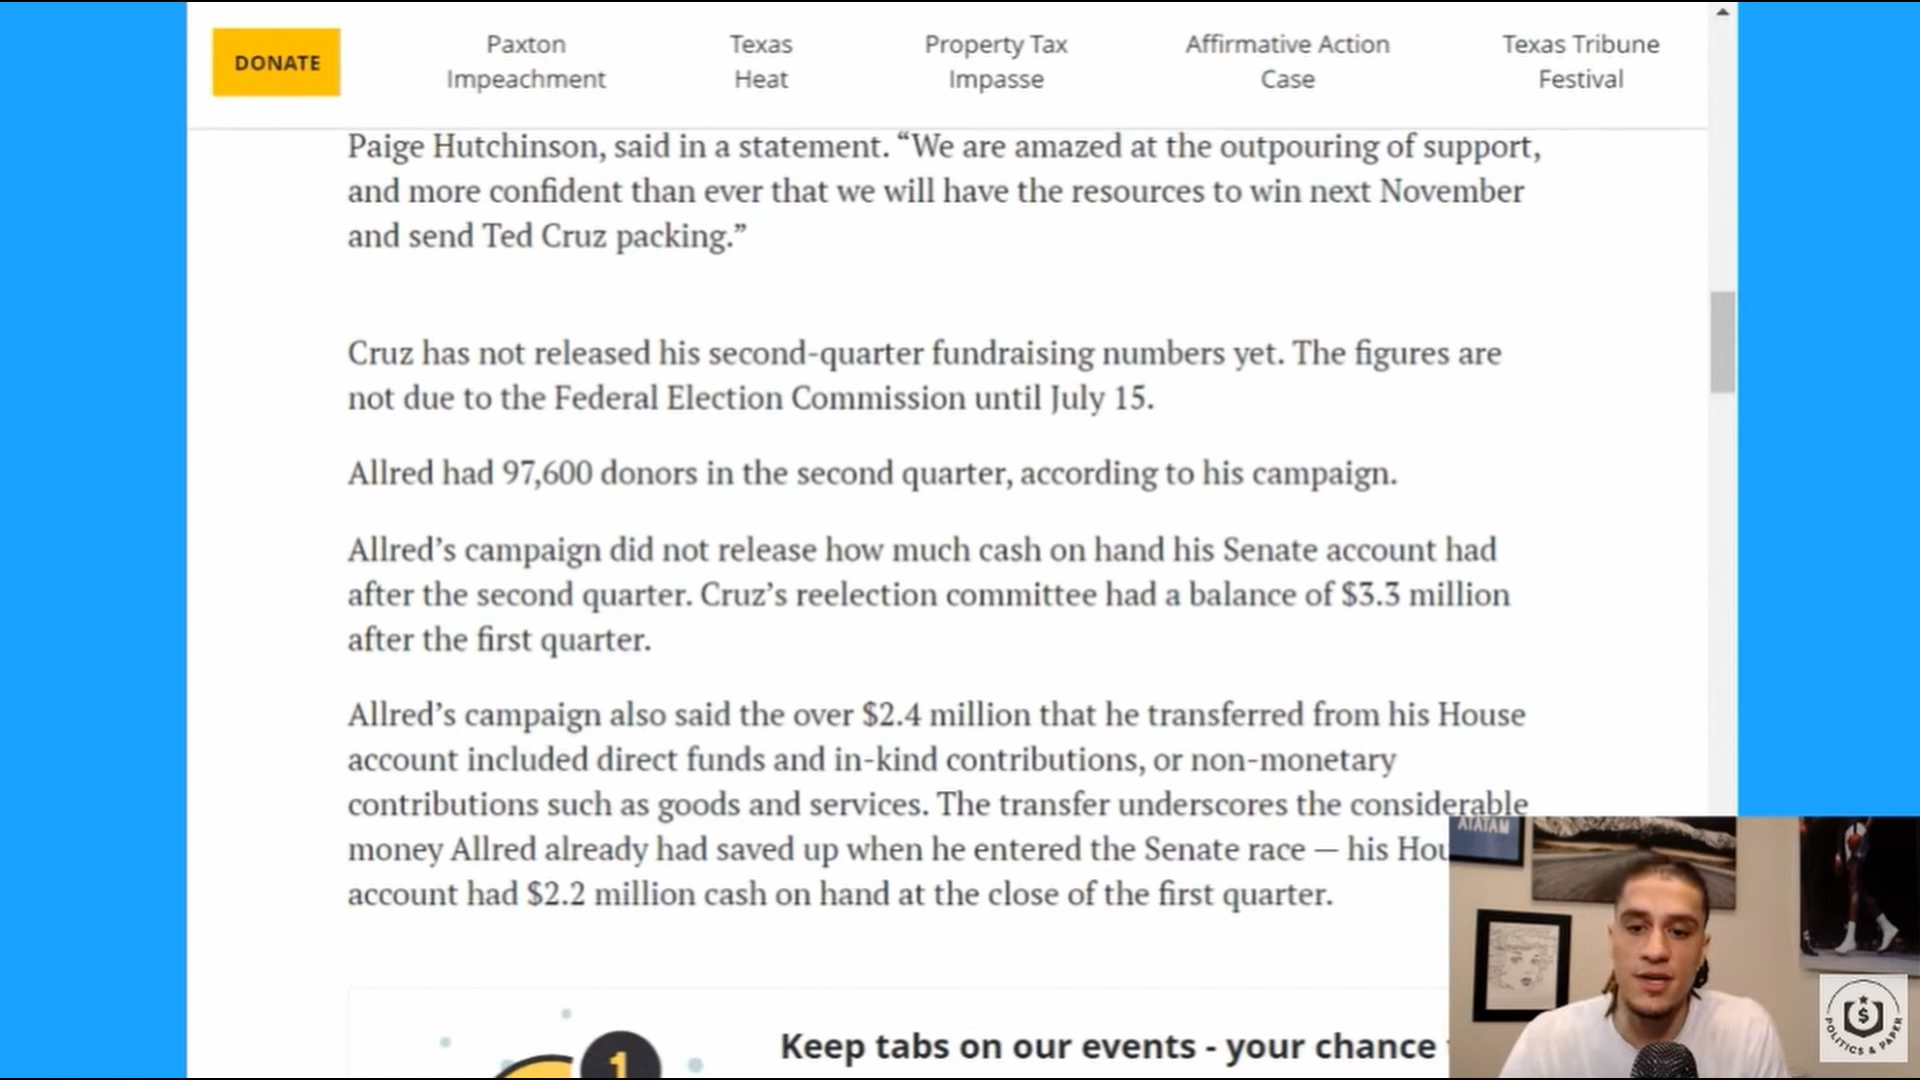 DONATE
Paxton
Impeachment
Texas
Heat
Property Tax
Impasse
Affirmative Action
Case
Texas Tribune
Festival
Paige Hutchinson, said in a statement. “We are amazed at the outpouring of support,
and more confident than ever that we will have the resources to win next November
and send Ted Cruz packing.”
Cruz has not released his second-quarter fundraising numbers yet. The figures are
not due to the Federal Election Commission until July 15.
Allred had 97,600 donors in the second quarter, according to his campaign.
Allred’s campaign did not release how much cash on hand his Senate account had
after the second quarter. Cruz’s reelection committee had a balance of $3.3 million
after the first quarter.
Allred’s campaign also said the over $2.4 million that he transferred from his House
account included direct funds and in-kind contributions, or non-monetary
contributions such as goods and services. The transfer underscores the considerable
money Allred already had saved up when he entered the Senate race — his Hou
account had $2.2 million cash on hand at the close of the first quarter.
1
Keep tabs on our events - your chance
$
POLITICS & PAPER